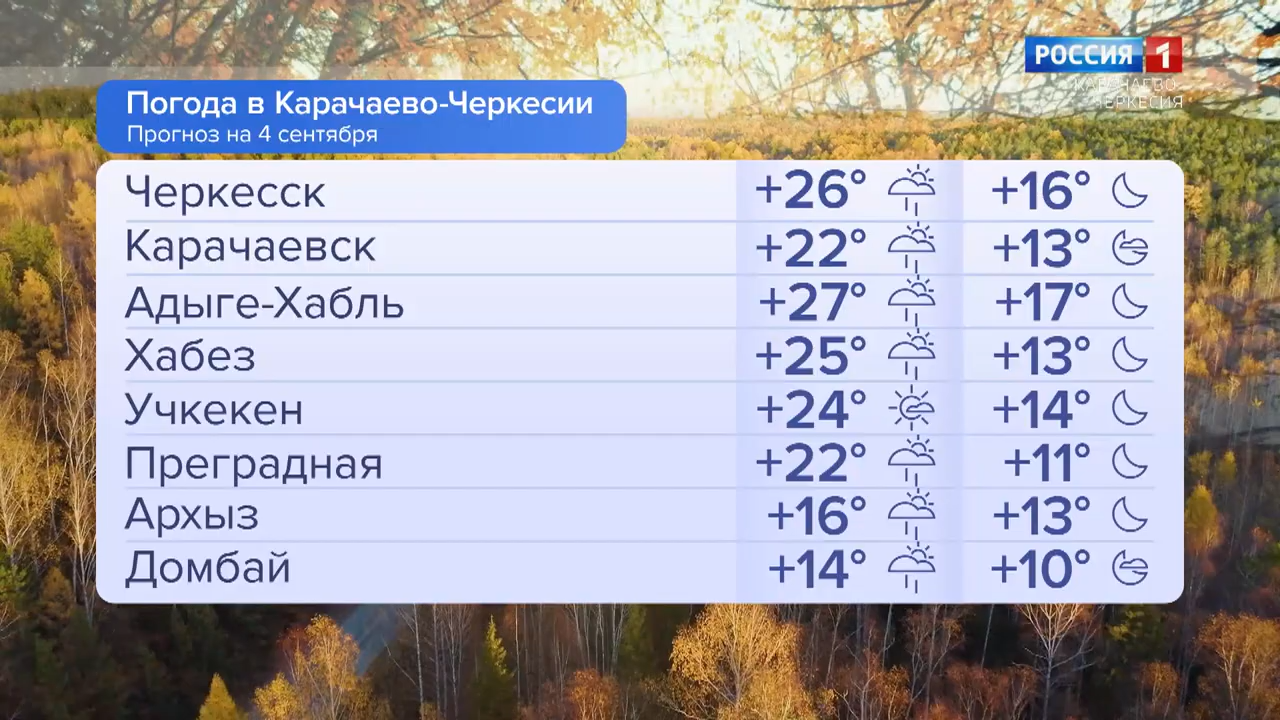 РОССИЯ 1
КАРАЧАЕВО-
ЧЕРКЕСИЯ
Погода в Карачаево-Черкесии
Прогноз на 4 сентября
Черкесск +26° +16°
Карачаевск +22° +13°
Адыге-Хабль +27° +17°
Хабез +25° +13°
Учкекен +24° +14°
Преградная +22° +11°
Архыз +16° +13°
Домбай +14° +10°